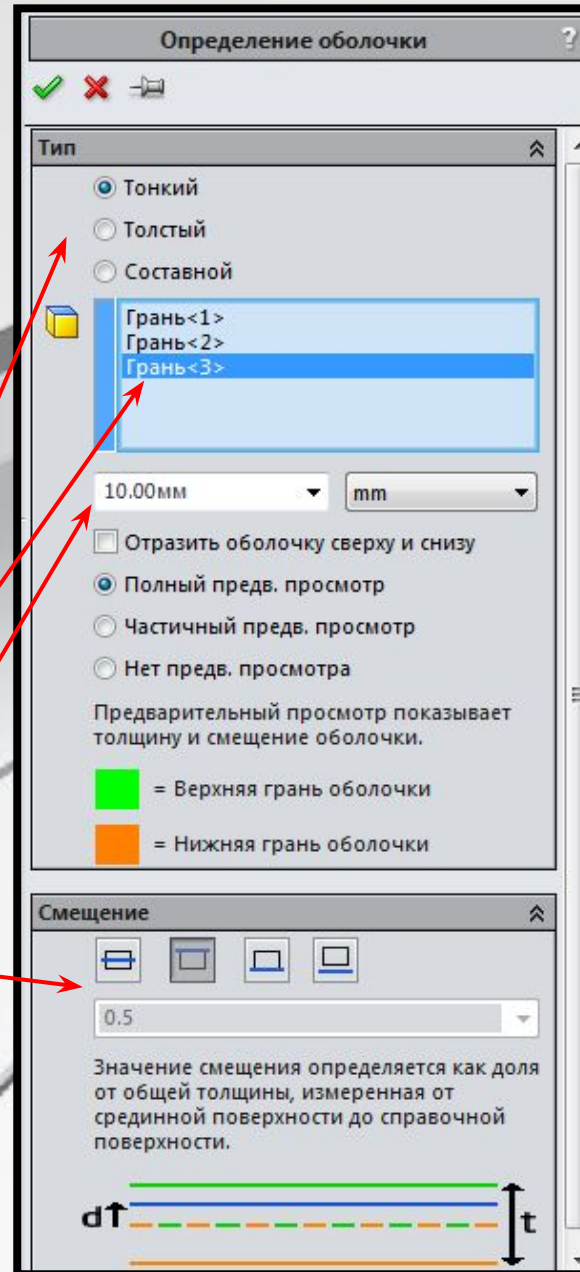 Определение оболочки
?
Тип
Тонкий
Толстый
Составной
Грань<1>
Грань<2>
Грань<3>
10.00мм
mm
Отразить оболочку сверху и снизу
Полный предв. просмотр
Частичный предв. просмотр
Нет предв. просмотра
Предварительный просмотр показывает
толщину и смещение оболочки.
= Верхняя грань оболочки
= Нижняя грань оболочки
Смещение
0.5
Значение смещения определяется как доля
от общей толщины, измеренная от
срединной поверхности до справочной
поверхности.
d t